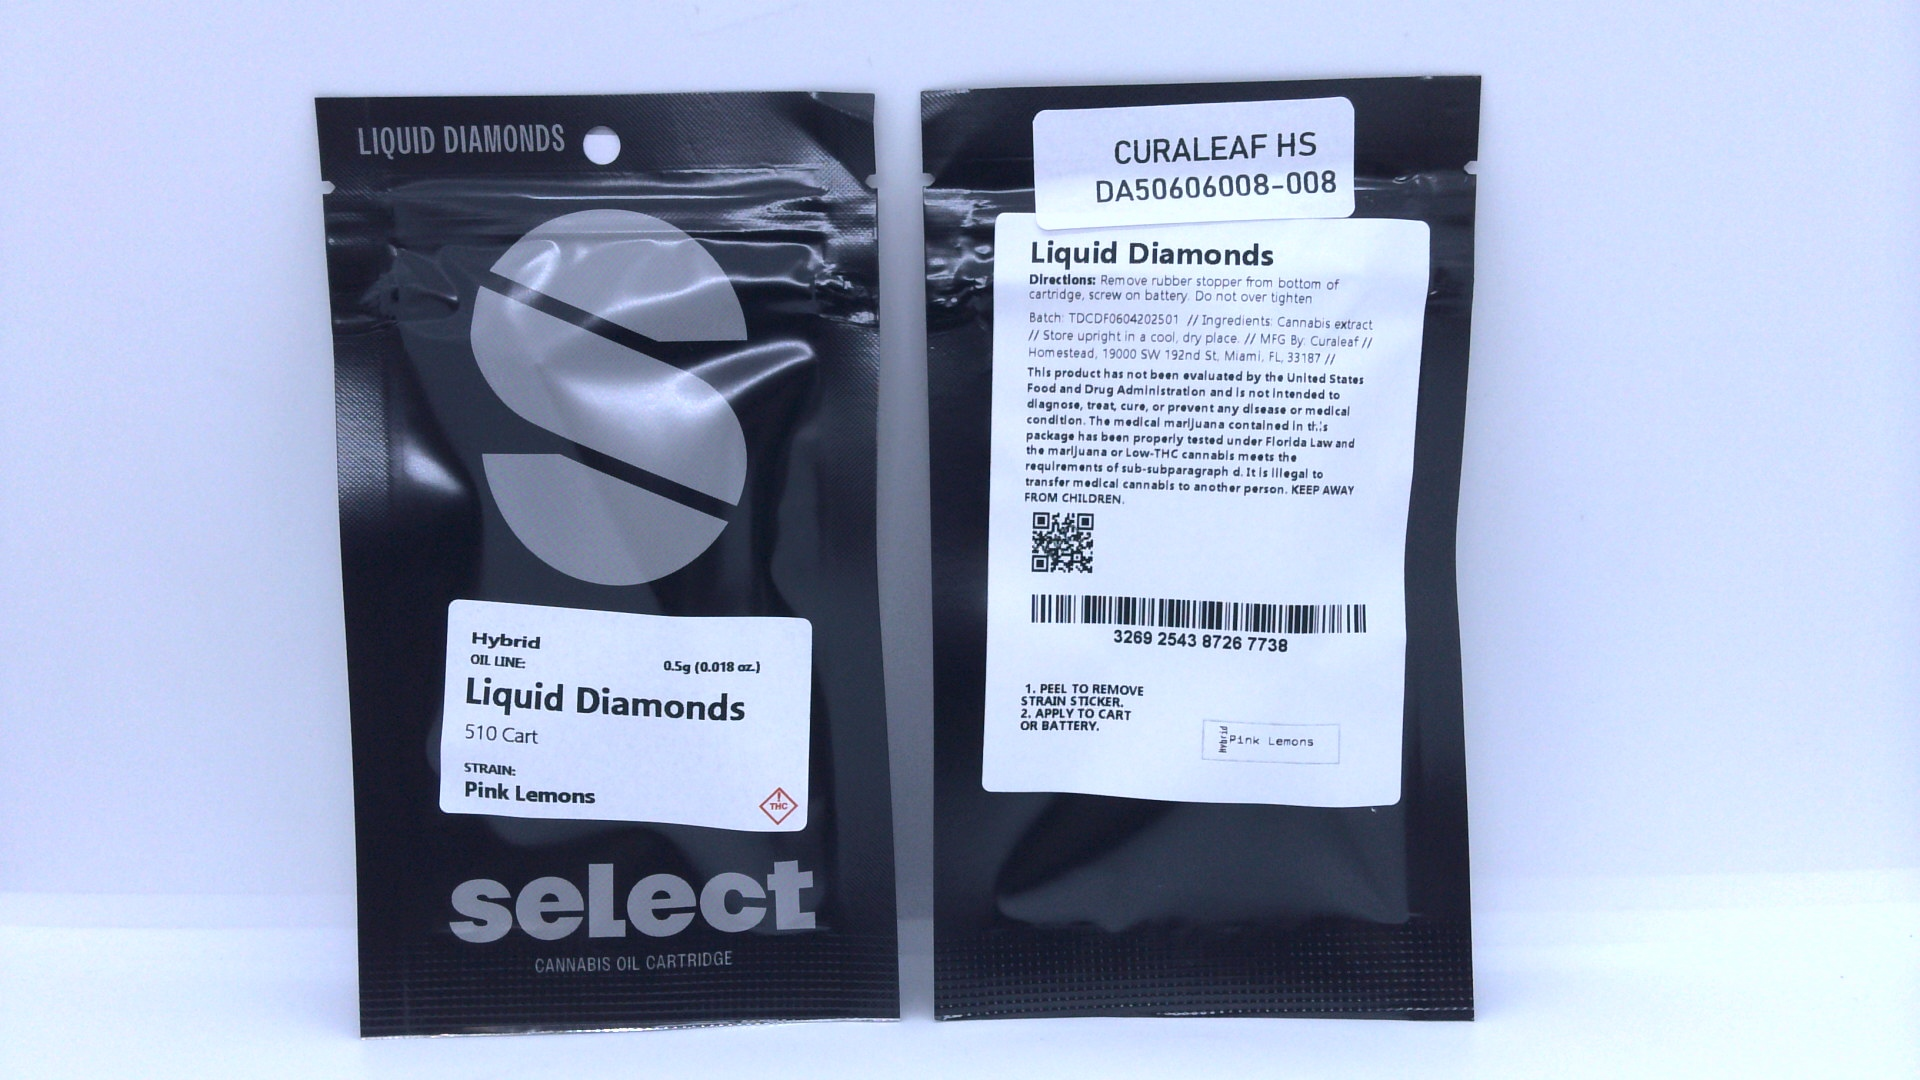 LIQUID DIAMONDS
Hybrid
OIL LINE:
0.5g (0.018 oz.)
Liquid Diamonds
510 Cart
STRAIN:
Pink Lemons
!
THC
select
CANNABIS OIL CARTRIDGE
CURALEAF HS
DA50606008-008
Liquid Diamonds
Directions: Remove rubber stopper from bottom of
cartridge, screw on battery. Do not over tighten
Batch: TDCDF0604202501 // Ingredients: Cannabis extract
// Store upright in a cool, dry place. // MFG By: Curaleaf //
Homestead, 19000 SW 192nd St, Miami, FL, 33187 //
This product has not been evaluated by the United States
Food and Drug Administration and is not intended to
diagnose, treat, cure, or prevent any disease or medical
condition. The medical marijuana contained in this
package has been properly tested under Florida Law and
the marijuana or Low-THC cannabis meets the
requirements of sub-subparagraph d. It is illegal to
transfer medical cannabis to another person. KEEP AWAY
FROM CHILDREN.
3269 2543 8726 7738
1. PEEL TO REMOVE
STRAIN STICKER.
2. APPLY TO CART
OR BATTERY.
Hybrid
Pink Lemons